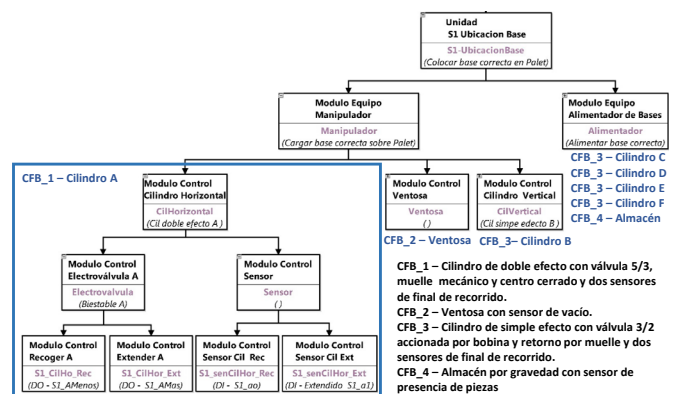 Unidad
S1 Ubicacion Base
S1-UbicacionBase
(Colocar base correcta en Palet)
Modulo Equipo
Manipulador
Manipulador
(Cargar base correcta sobre Palet)
Modulo Equipo
Alimentador de Bases
Alimentador
(Alimentar base correcta)
CFB_3 – Cilindro C
CFB_3 – Cilindro D
CFB_3 – Cilindro E
CFB_3 – Cilindro F
CFB_4 – Almacén
CFB_1 – Cilindro A
Modulo Control
Cilindro Horizontal
CilHorizontal
(Cil doble efecto A )
Modulo Control
Ventosa
Ventosa
( )
CFB_2 – Ventosa
Modulo Control
Cilindro Vertical
CilVertical
(Cil simpe edecto B )
CFB_3– Cilindro B
Modulo Control
Electroválvula A
Electrovalvula
(Biestable A)
Modulo Control
Sensor
Sensor
( )
Modulo Control
Recoger A
S1_CilHo_Rec
(DO - S1_AMenos)
Modulo Control
Extender A
S1_CilHor_Ext
(DO - S1_AMas)
Modulo Control
Sensor Cil Rec
S1_senCilHor_Rec
(DI - S1_ao)
Modulo Control
Sensor Cil Ext
S1_senCilHor_Ext
(DI - Extendido S1_a1)
CFB_1 – Cilindro de doble efecto con válvula 5/3,
muelle mecánico y centro cerrado y dos sensores
de final de recorrido.
CFB_2 – Ventosa con sensor de vacío.
CFB_3 – Cilindro de simple efecto con válvula 3/2
accionada por bobina y retorno por muelle y dos
sensores de final de recorrido.
CFB_4 – Almacén por gravedad con sensor de
presencia de piezas